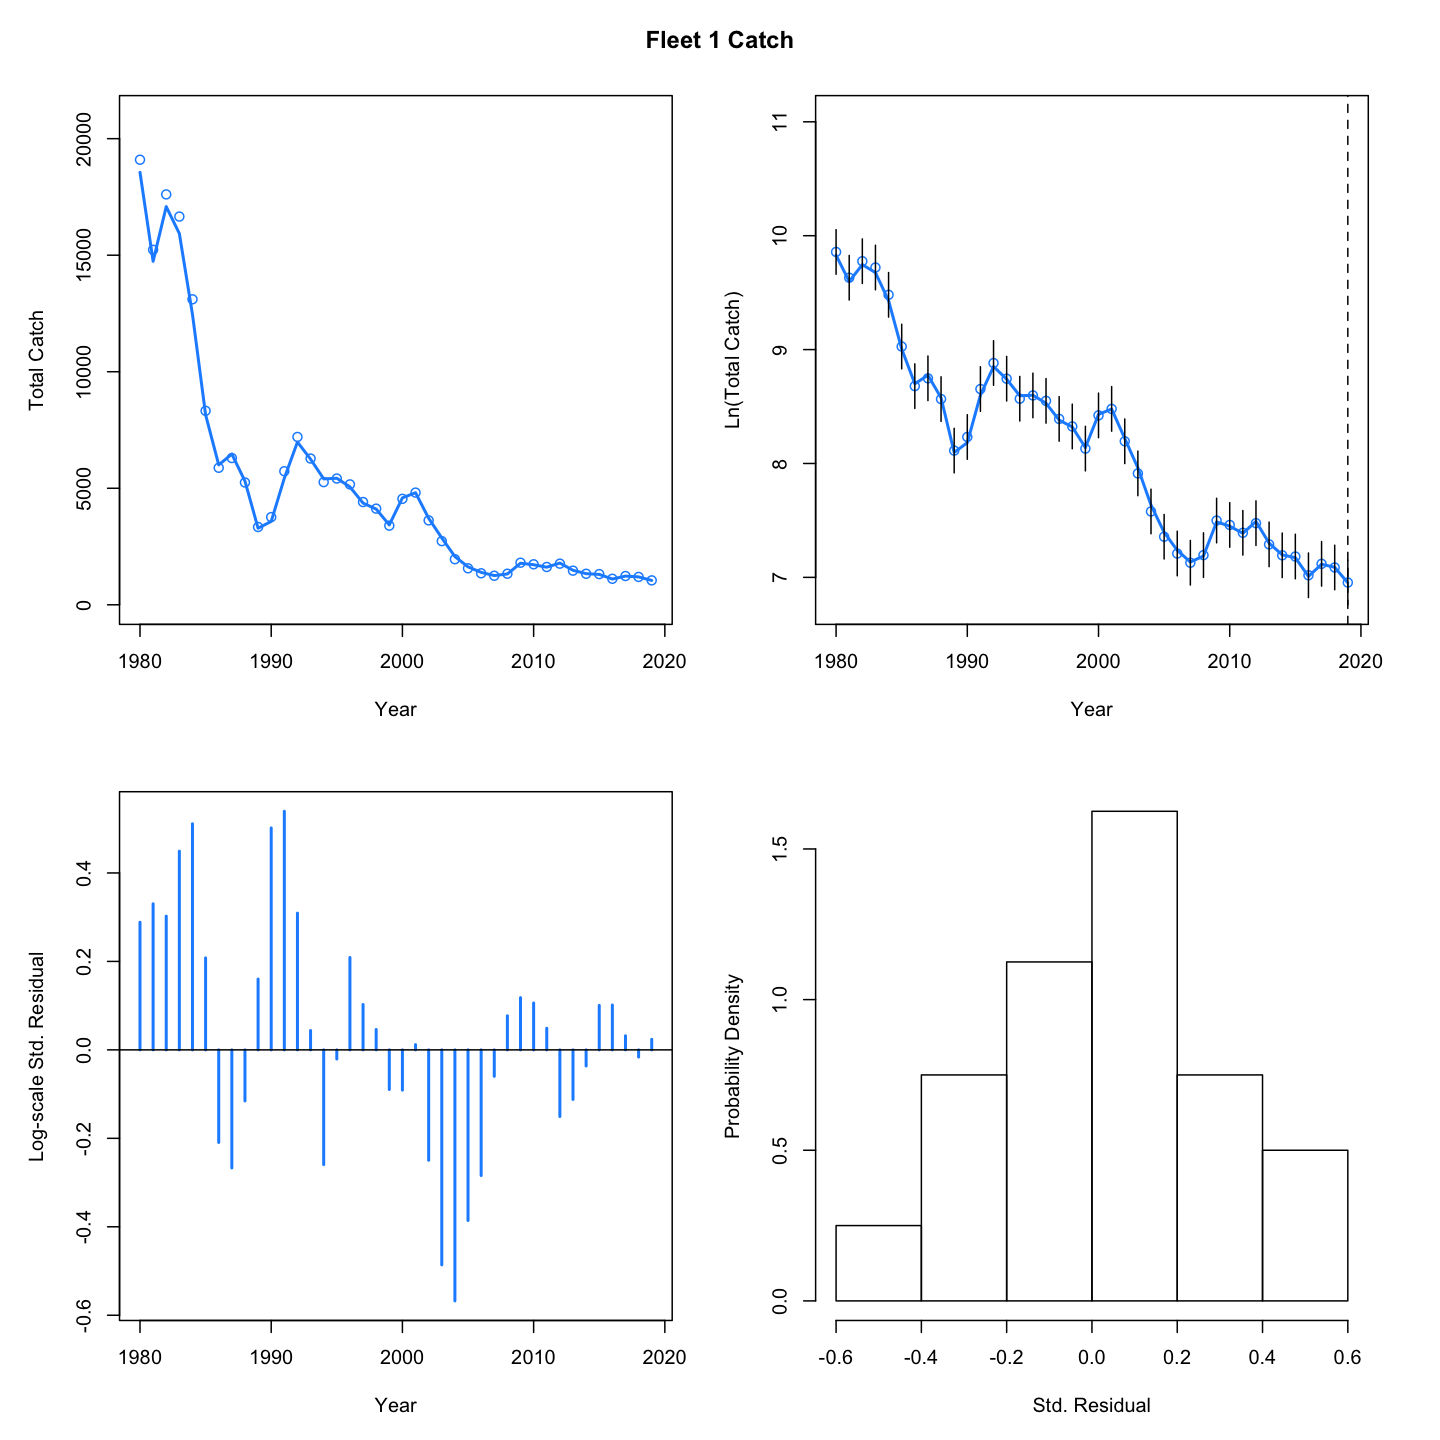 Fleet 1 Catch
Total Catch
20000
15000
10000
5000
0
1980 1990 2000 2010 2020
Year
Ln(Total Catch)
11
10
9
8
7
1980 1990 2000 2010 2020
Year
Log-scale Std. Residual
0.4
0.2
0.0
-0.2
-0.4
-0.6
1980 1990 2000 2010 2020
Year
Probability Density
1.5
1.0
0.5
0.0
-0.6 -0.4 -0.2 0.0 0.2 0.4 0.6
Std. Residual